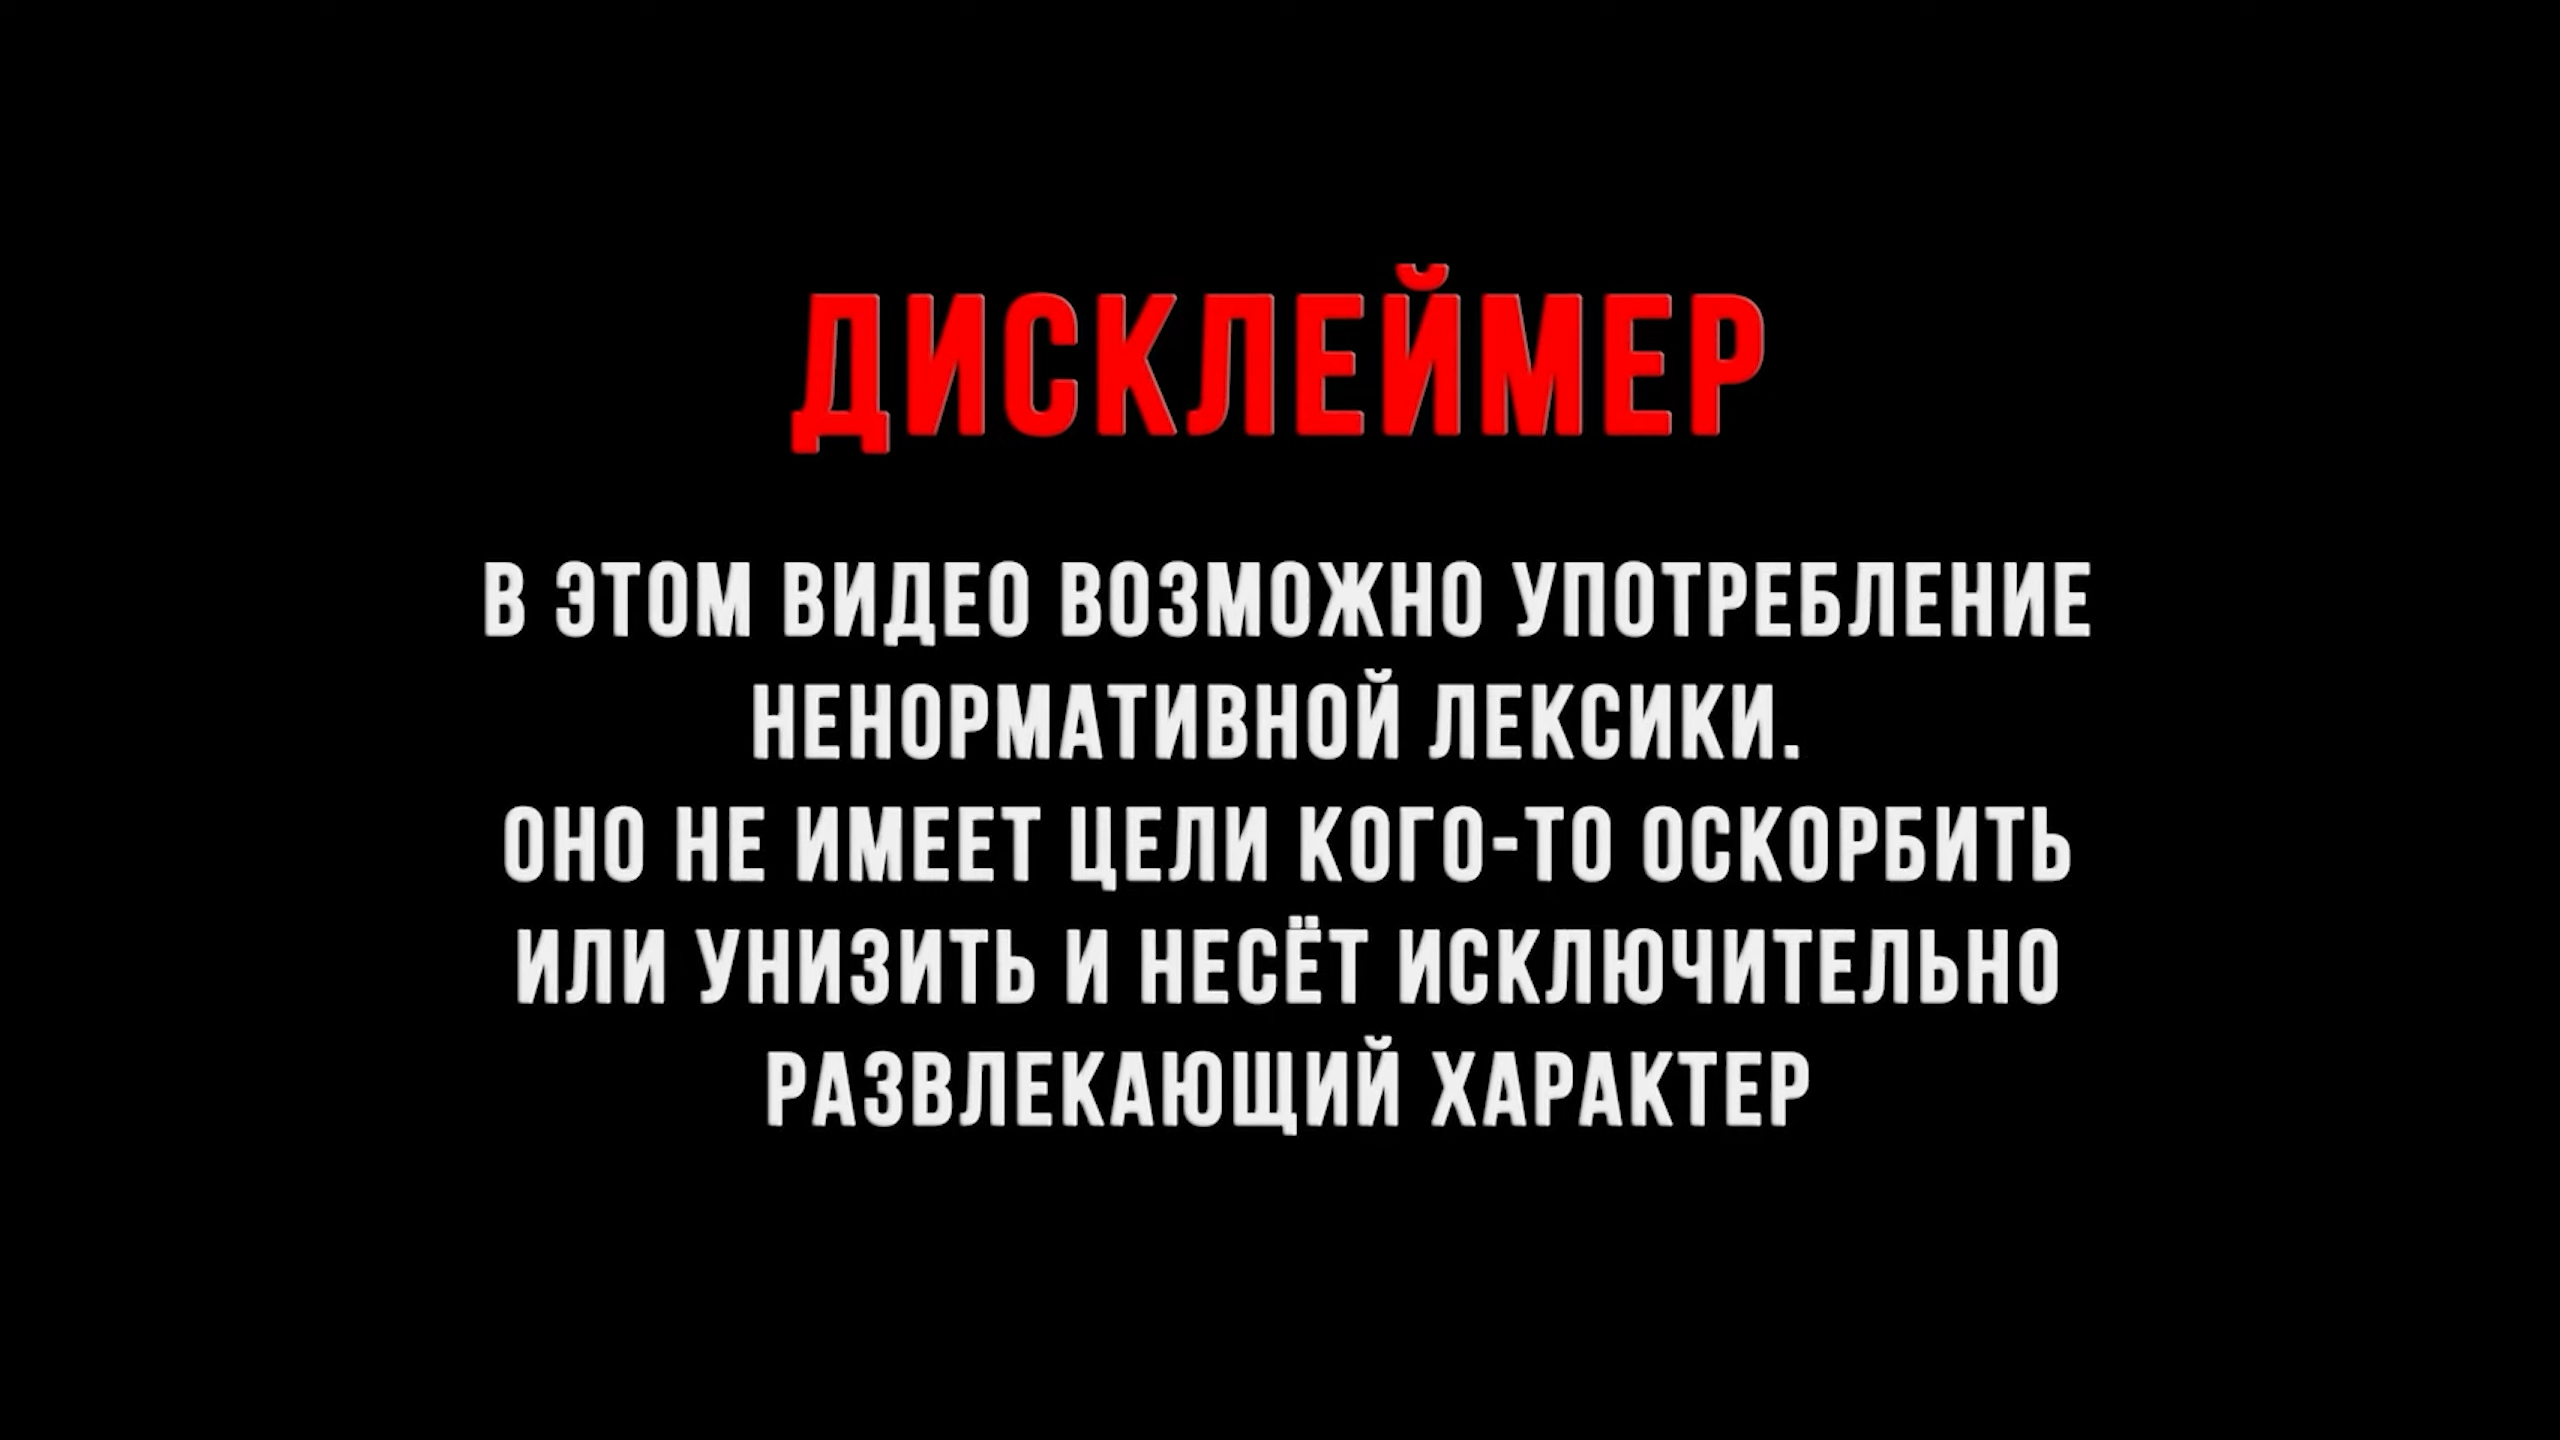 ДИСКЛЕЙМЕР
В ЭТОМ ВИДЕО ВОЗМОЖНО УПОТРЕБЛЕНИЕ
НЕНОРМАТИВНОЙ ЛЕКСИКИ.
ОНО НЕ ИМЕЕТ ЦЕЛИ КОГО-ТО ОСКОРБИТЬ
ИЛИ УНИЗИТЬ И НЕСЁТ ИСКЛЮЧИТЕЛЬНО
РАЗВЛЕКАЮЩИЙ ХАРАКТЕР